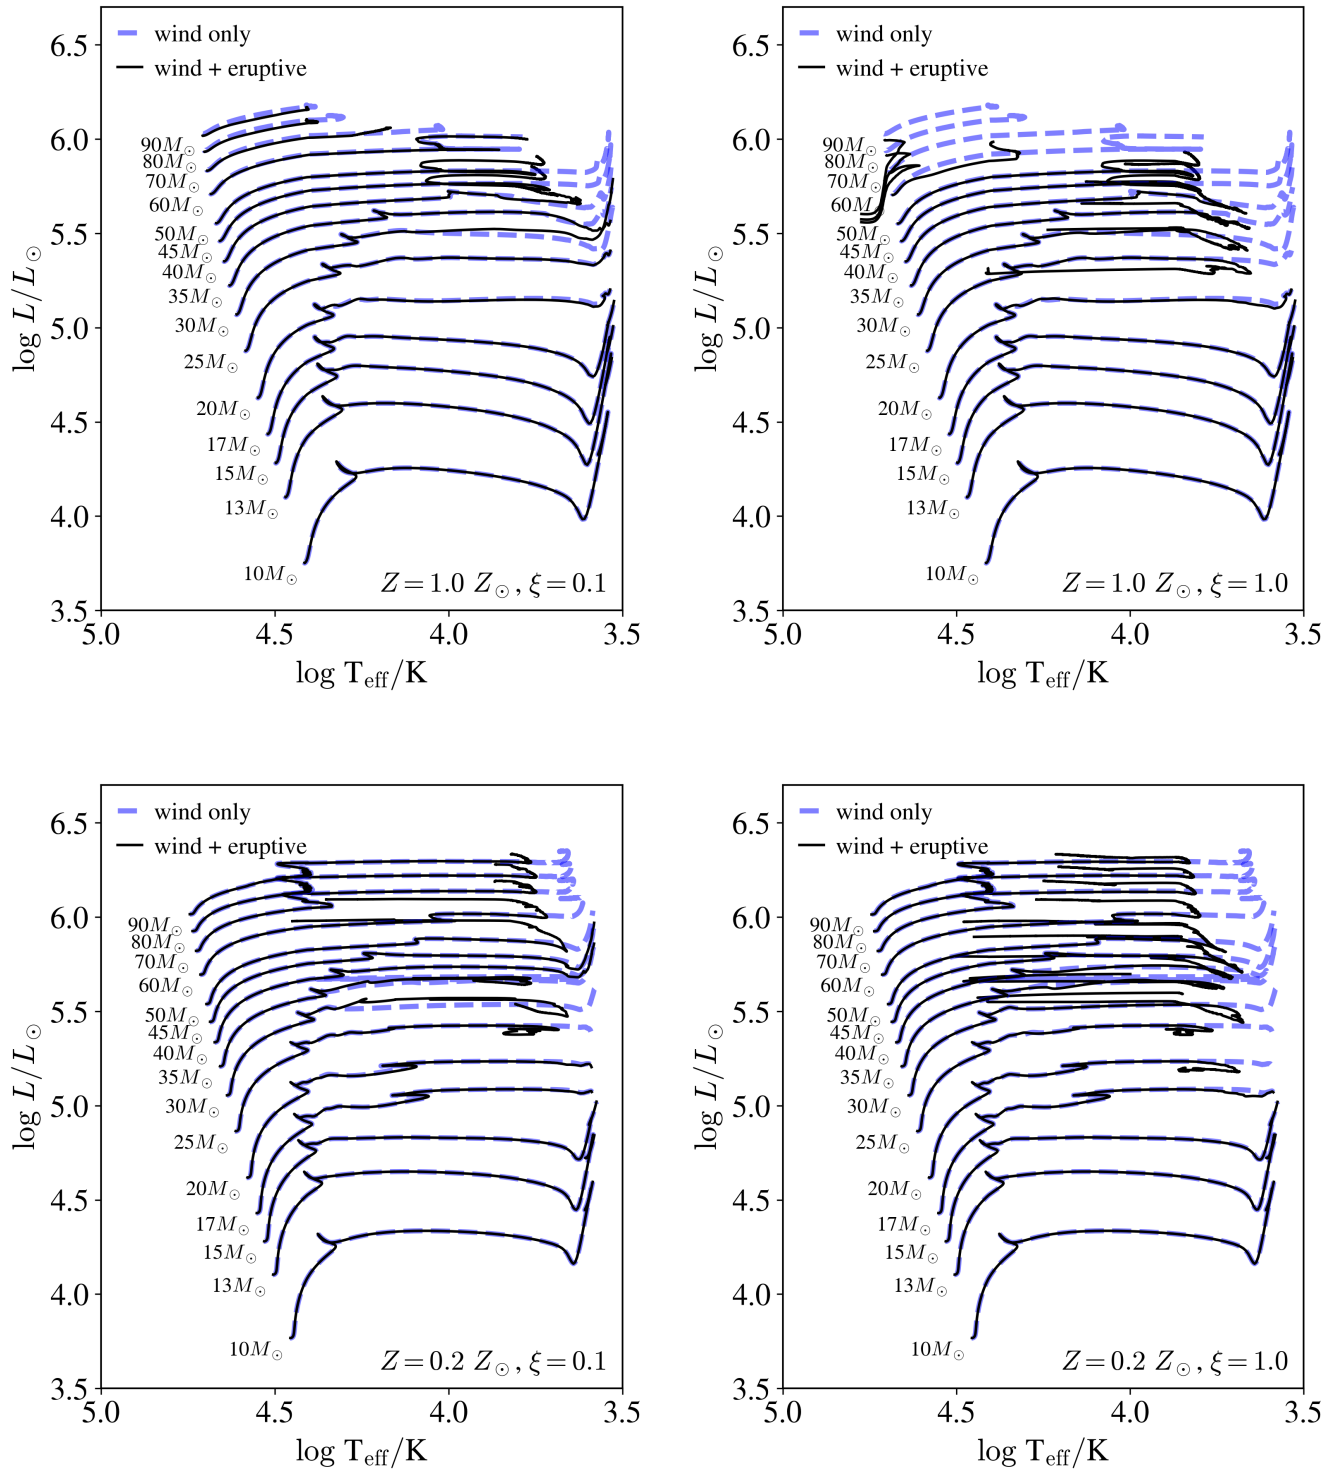 6.5
6.0
5.5
5.0
4.5
4.0
3.5
log L/L☉
wind only
wind + eruptive
90M☉
80M☉
70M☉
60M☉
50M☉
45M☉
40M☉
35M☉
30M☉
25M☉
20M☉
17M☉
15M☉
13M☉
10M☉
Z = 1.0 Z☉, ξ = 0.1
5.0 4.5 4.0 3.5
log Teff/K
6.5
6.0
5.5
5.0
4.5
4.0
3.5
log L/L☉
wind only
wind + eruptive
90M☉
80M☉
70M☉
60M
50M☉
45M☉
40M☉
35M☉
30M☉
25M☉
20M☉
17M☉
15M☉
13M☉
10M☉
Z = 1.0 Z☉, ξ = 1.0
5.0 4.5 4.0 3.5
log Teff/K
6.5
6.0
5.5
5.0
4.5
4.0
3.5
log L/L☉
wind only
wind + eruptive
90M☉
80M☉
70M☉
60M☉
50M☉
45M☉
40M☉
35M☉
30M☉
25M☉
20M☉
17M☉
15M☉
13M☉
10M☉
Z = 0.2 Z☉, ξ = 0.1
5.0 4.5 4.0 3.5
log Teff/K
6.5
6.0
5.5
5.0
4.5
4.0
3.5
log L/L☉
wind only
wind + eruptive
90M☉
80M☉
70M☉
60M☉
50M☉
45M☉
40M☉
35M☉
30M☉
25M☉
20M☉
17M☉
15M☉
13M☉
10M☉
Z = 0.2 Z☉, ξ = 1.0
5.0 4.5 4.0 3.5
log Teff/K